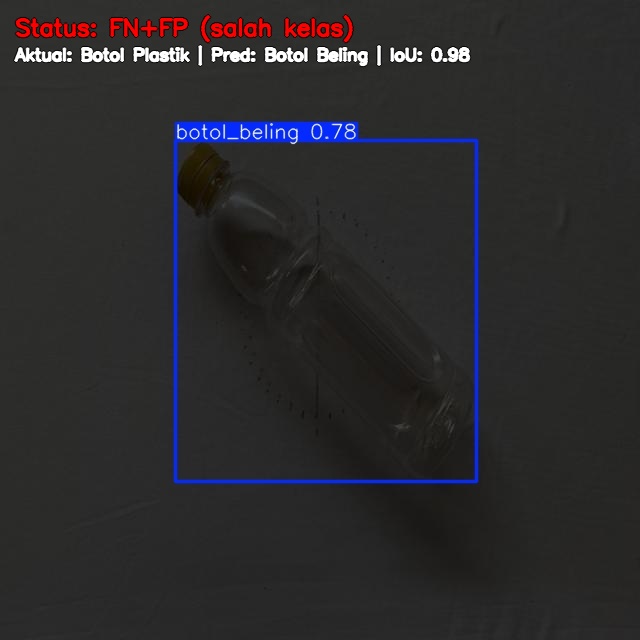 Status: FN+FP (salah kelas)
Aktual: Botol Plastik | Pred: Botol Beling | IoU: 0.98
botol_beling 0.78